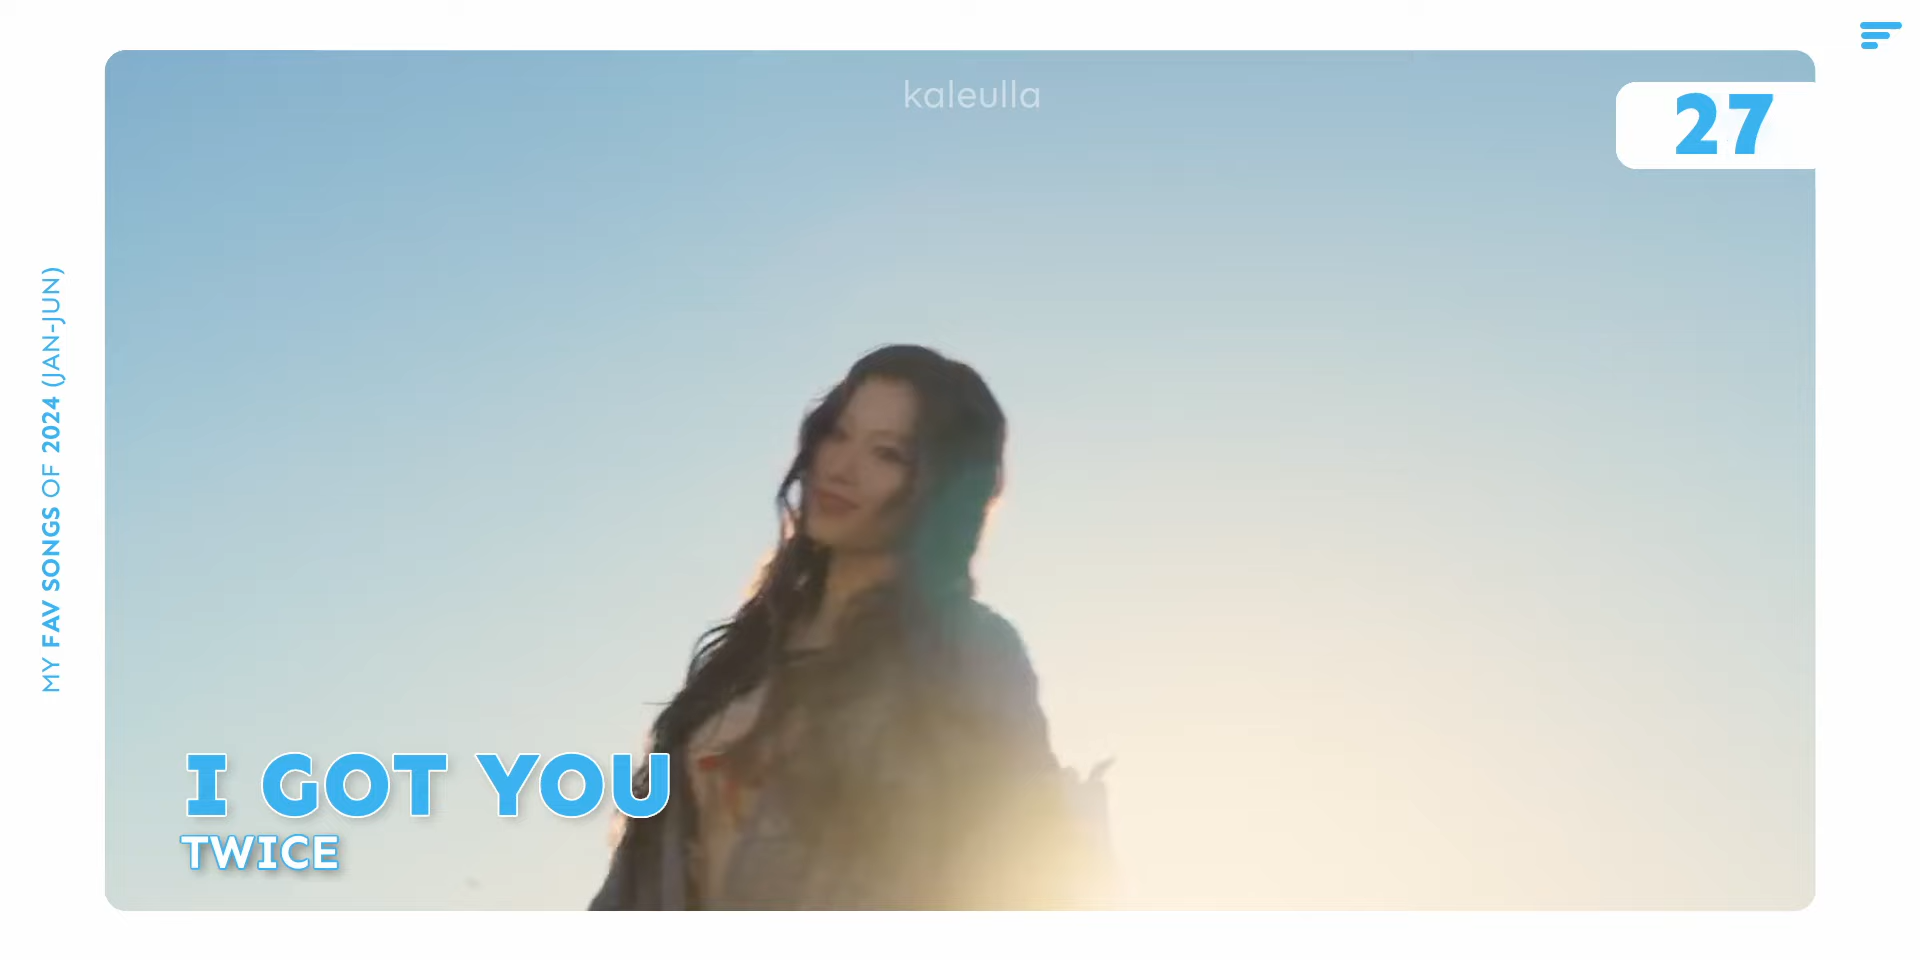 kaleulla
27
MY FAV SONGS OF 2024 (JAN-JUN)
I GOT YOU
TWICE